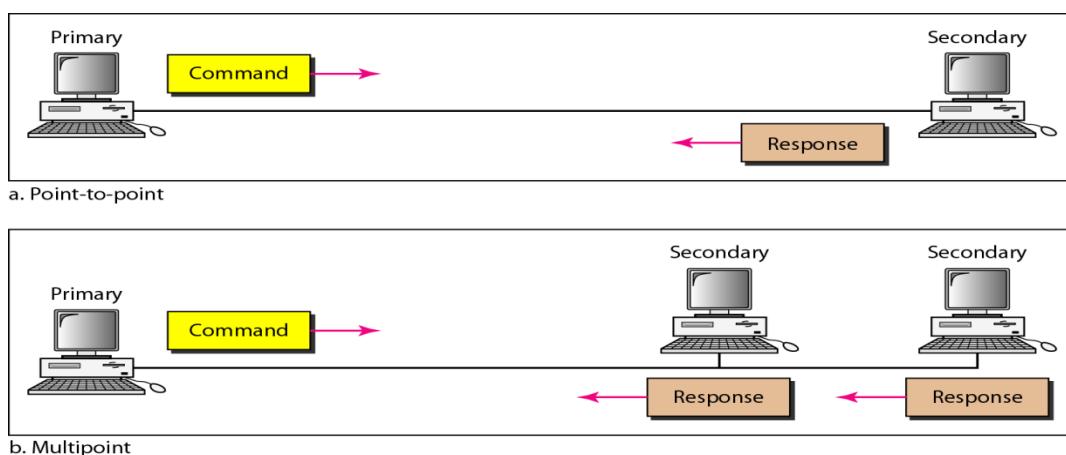 Primary
Secondary
Command
Response
a. Point-to-point
Secondary
Secondary
Primary
Command
Response
Response
b. Multipoint